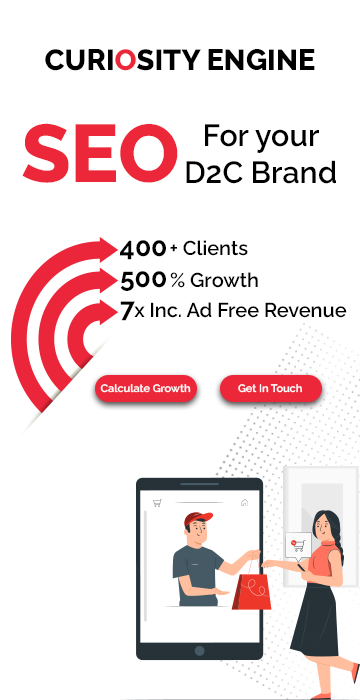 CURIOSITY ENGINE
SEO For your
D2C Brand
400+ Clients
500% Growth
7x Inc. Ad Free Revenue
Calculate Growth
Get In Touch